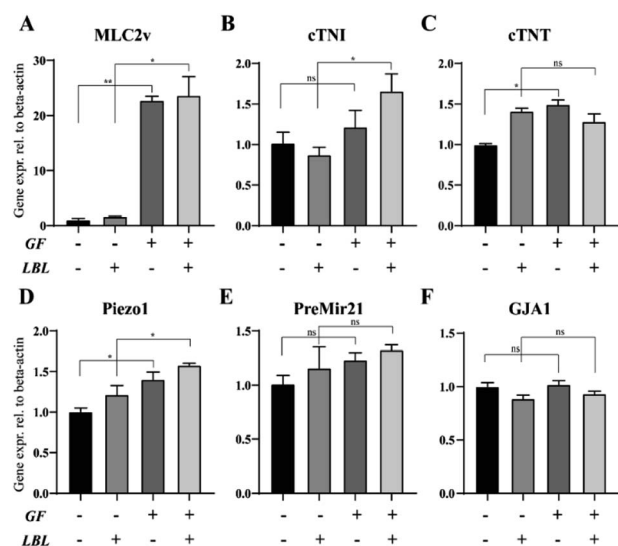 A MLC2v
B cTNI
C cTNT
Gene expr. rel. to beta-actin
30
20
10
0
** *
2.0
1.5
1.0
0.5
0.0
ns *
2.0
1.5
1.0
0.5
0.0
* ns
GF - - + + - - + + - - + +
LBL - + - + - + - + - + - +
D Piezo1
E PreMir21
F GJA1
Gene expr. rel. to beta-actin
2.0
1.5
1.0
0.5
0.0
* *
1.5
1.0
0.5
0.0
ns ns
1.5
1.0
0.5
0.0
ns ns
GF - - + + - - + + - - + +
LBL - + - + - + - + - + - +